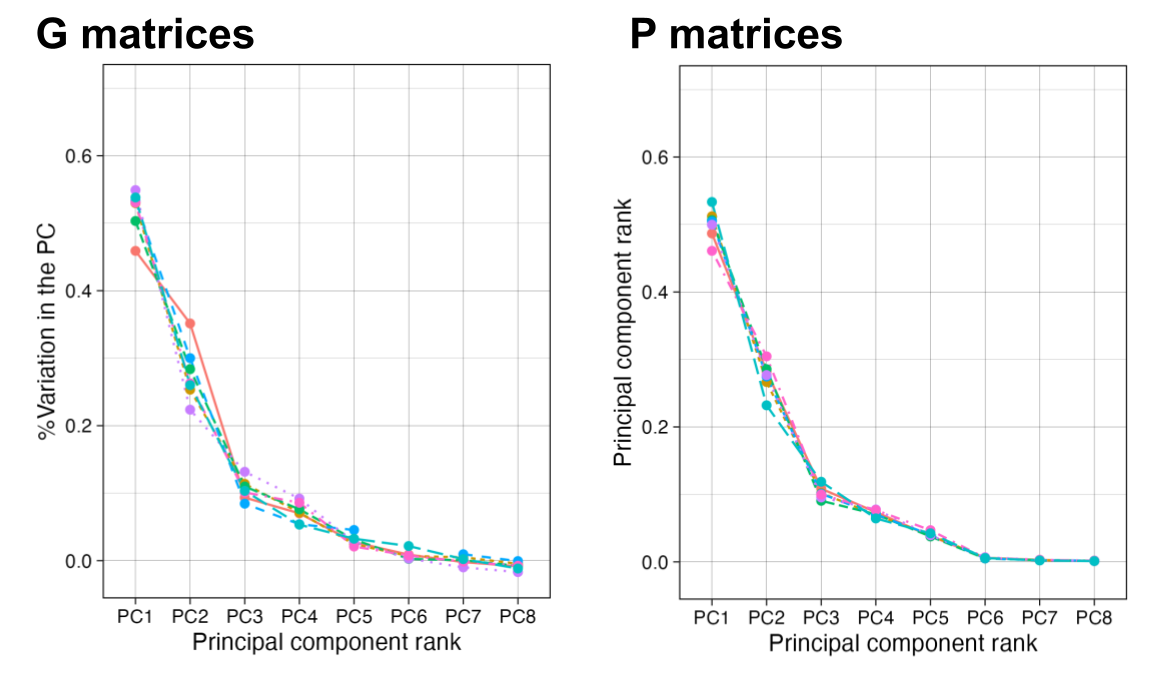 G matrices
P matrices
%Variation in the PC
0.6
0.4
0.2
0.0
PC1 PC2 PC3 PC4 PC5 PC6 PC7 PC8
Principal component rank
Principal component rank
0.6
0.4
0.2
0.0
PC1 PC2 PC3 PC4 PC5 PC6 PC7 PC8
Principal component rank